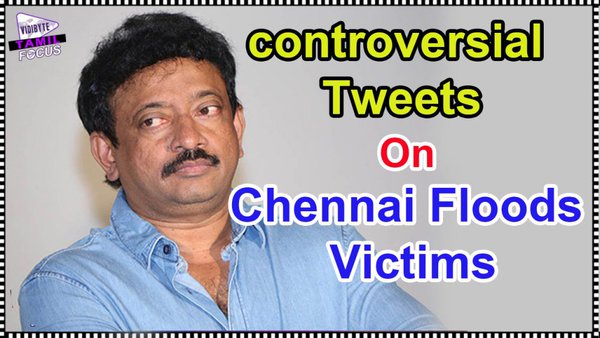 VIDIBYTE
TAMIL
FOCUS
controversial
Tweets
On
Chennai Floods
Victims